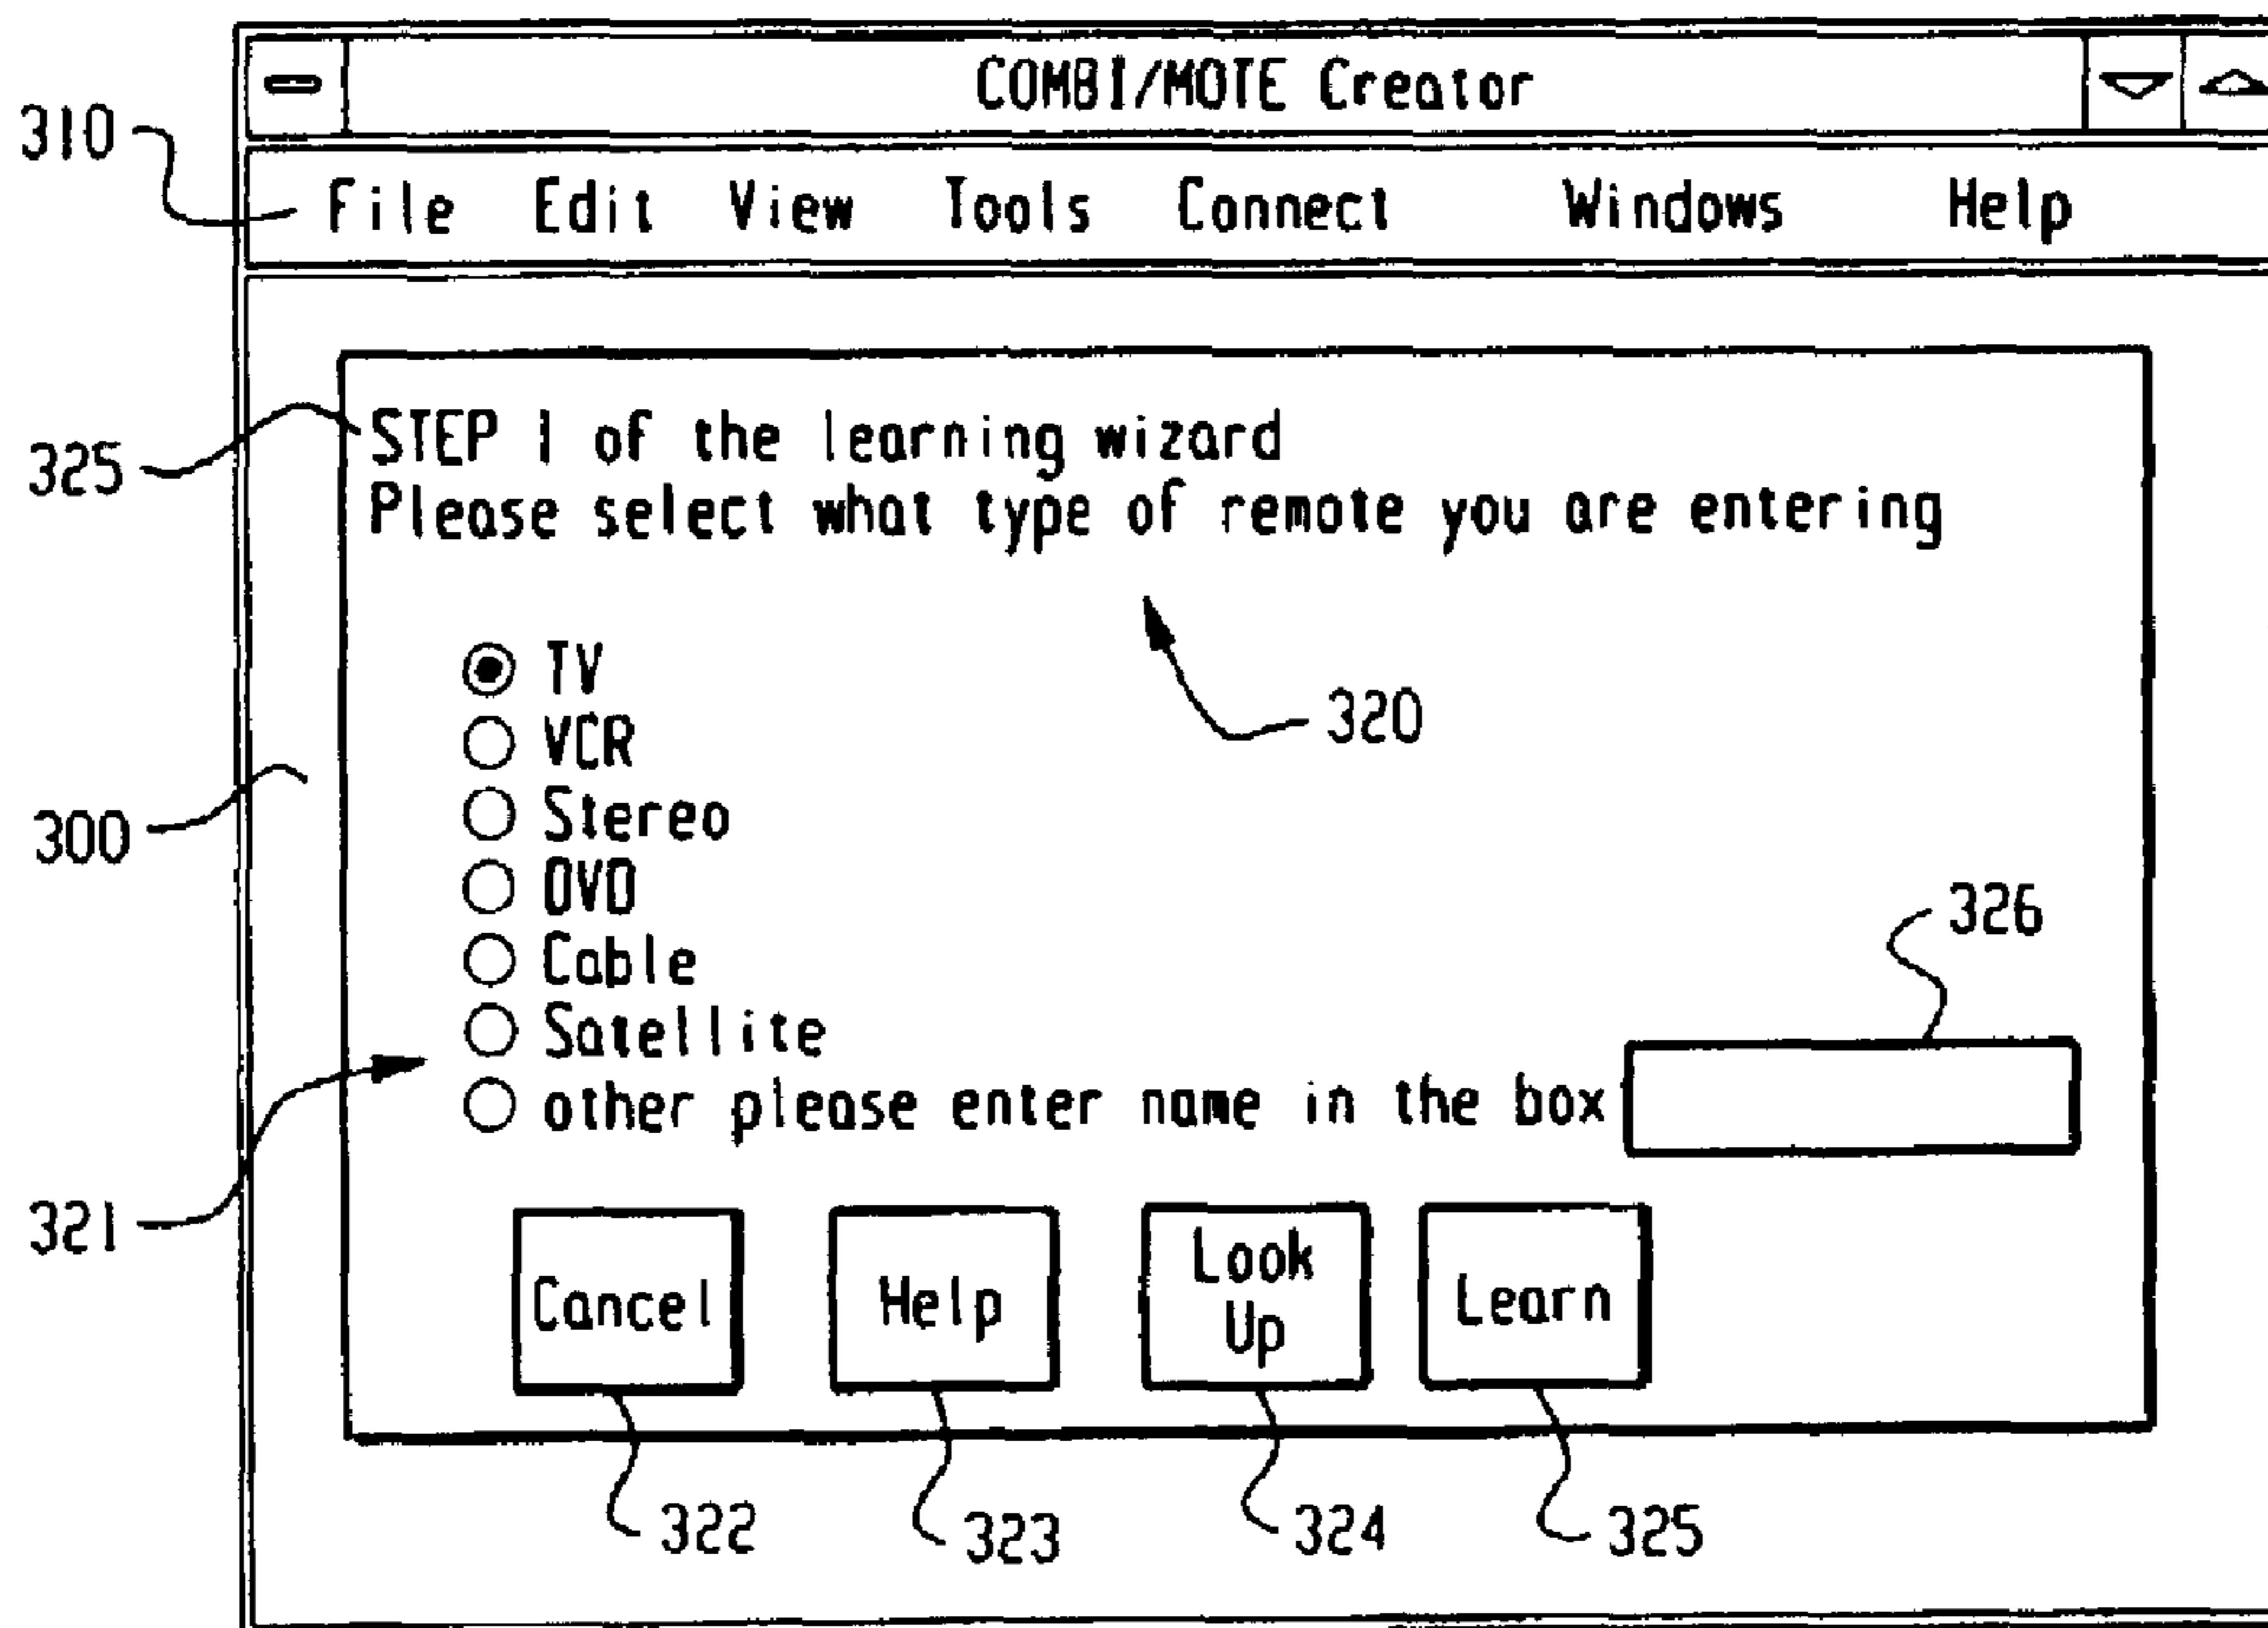 COMBI/MOTE Creator
310
File Edit View Tools Connect Windows Help
325
STEP 1 of the learning wizard
Please select what type of remote you are entering
320
TV
VCR
Stereo
DVD
Cable
Satellite
other please enter name in the box
300
326
321
Cancel
Help
Look
Up
Learn
322
323
324
325